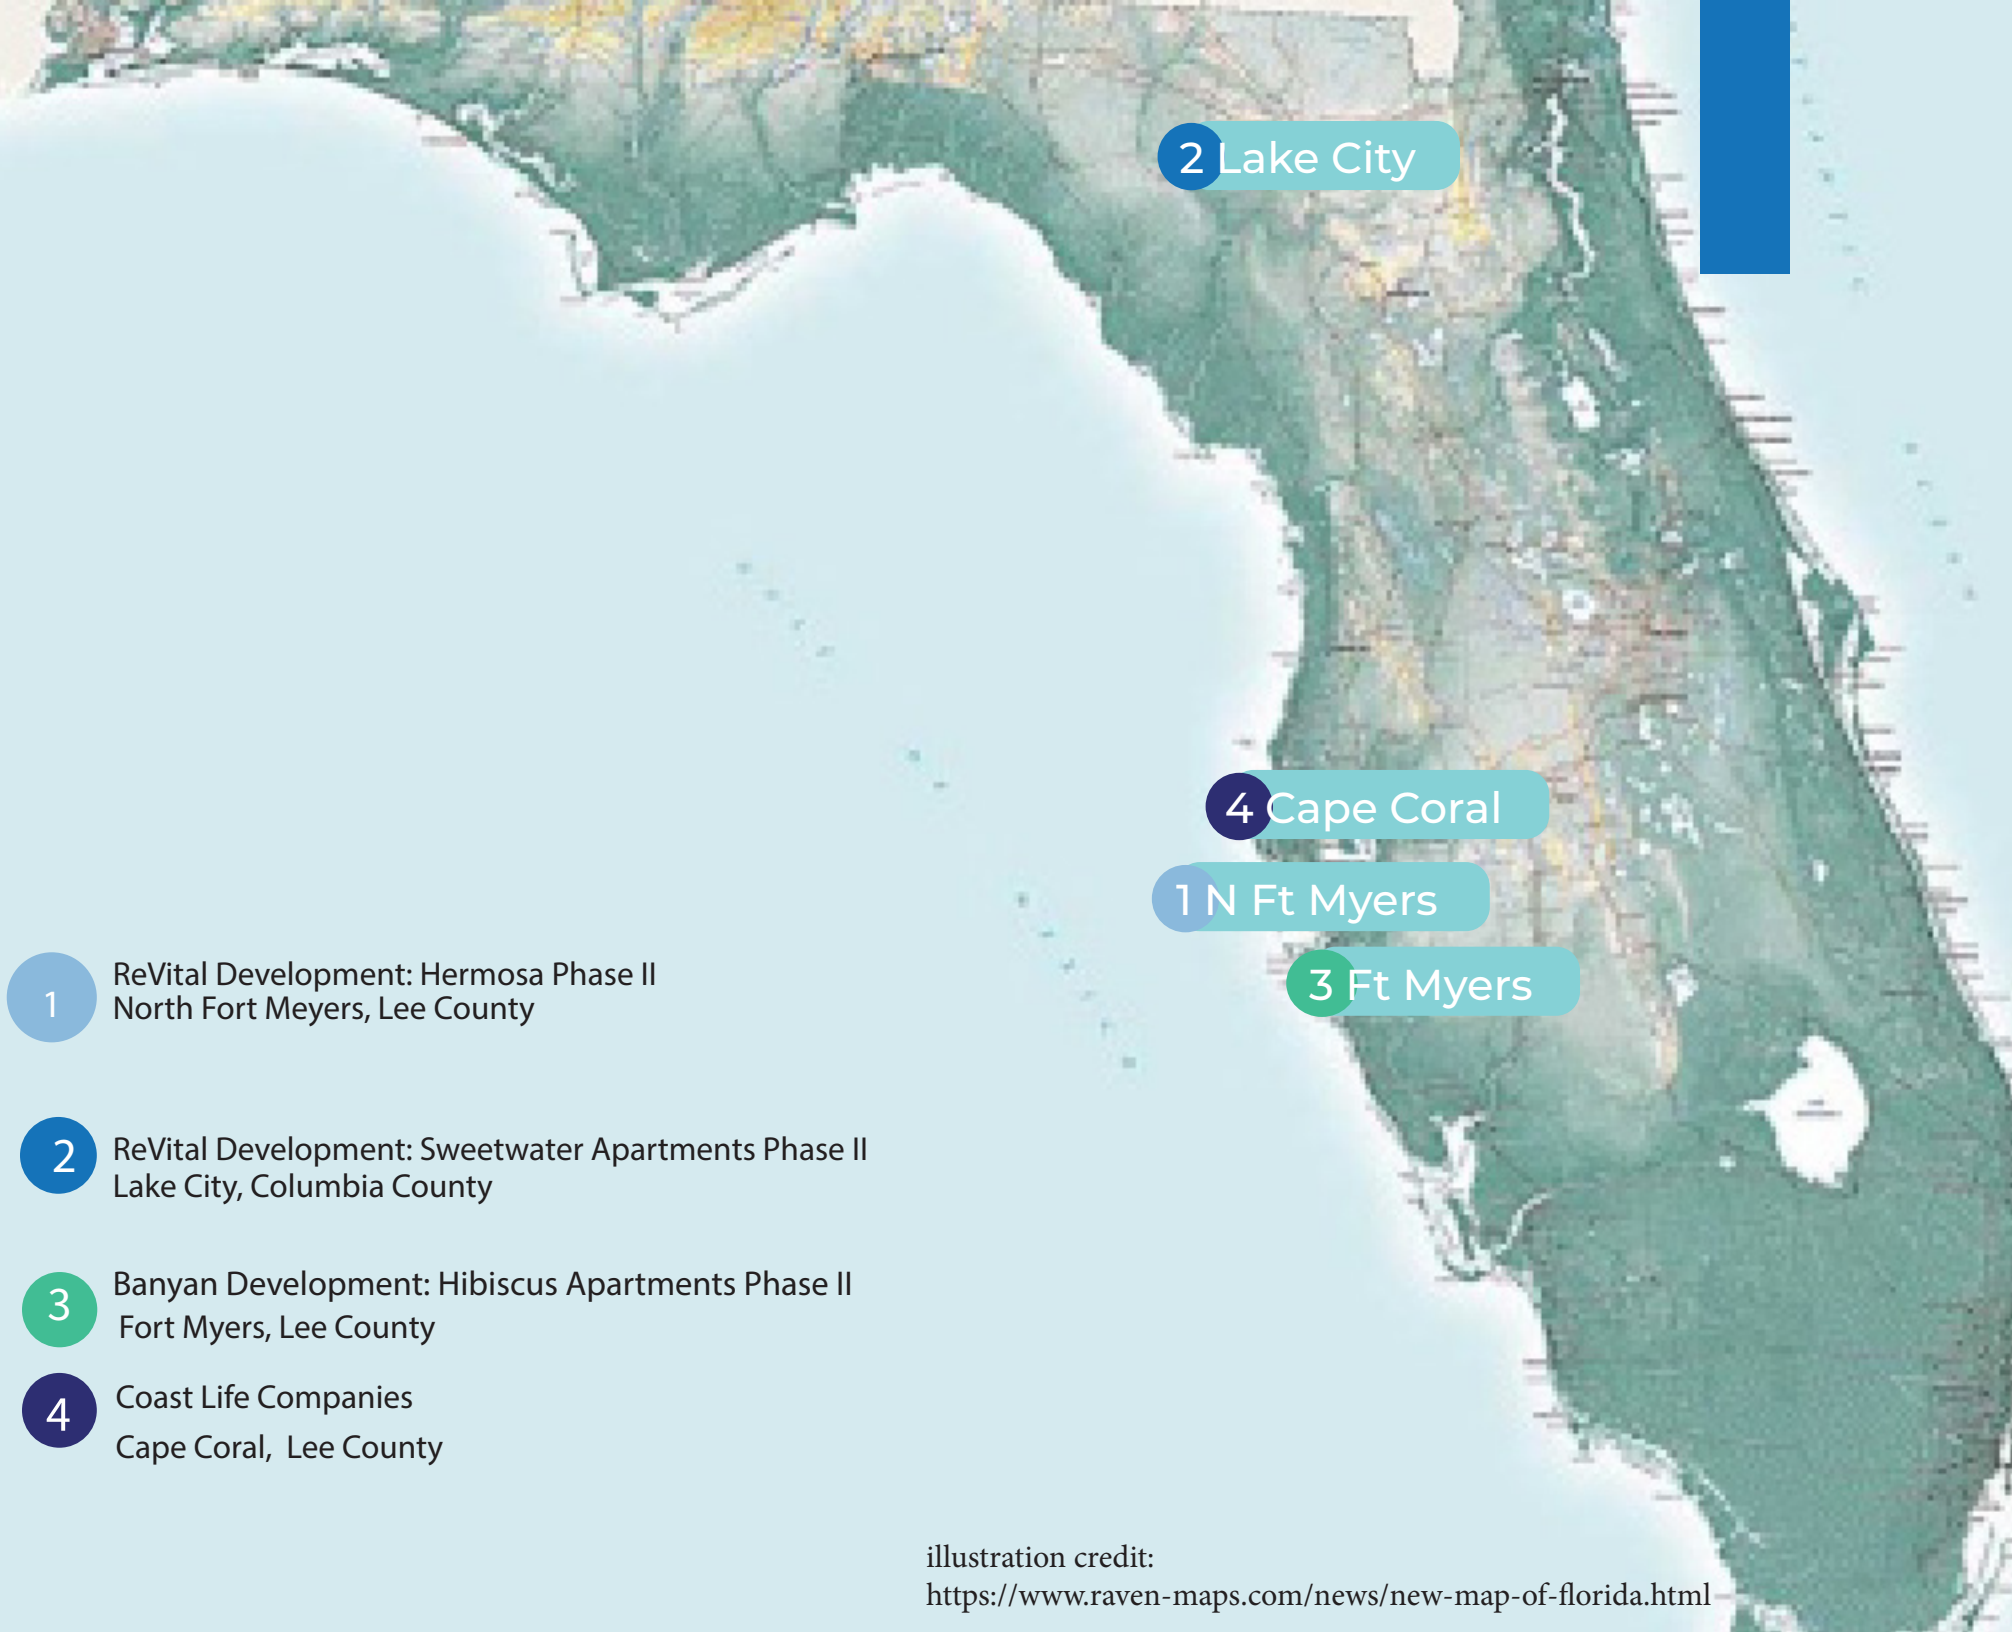 2 Lake City
4 Cape Coral
1 N Ft Myers
3 Ft Myers
1
ReVital Development: Hermosa Phase II
North Fort Meyers, Lee County
2
ReVital Development: Sweetwater Apartments Phase II
Lake City, Columbia County
3
Banyan Development: Hibiscus Apartments Phase II
Fort Myers, Lee County
4
Coast Life Companies
Cape Coral, Lee County
illustration credit:
https://www.raven-maps.com/news/new-map-of-florida.html